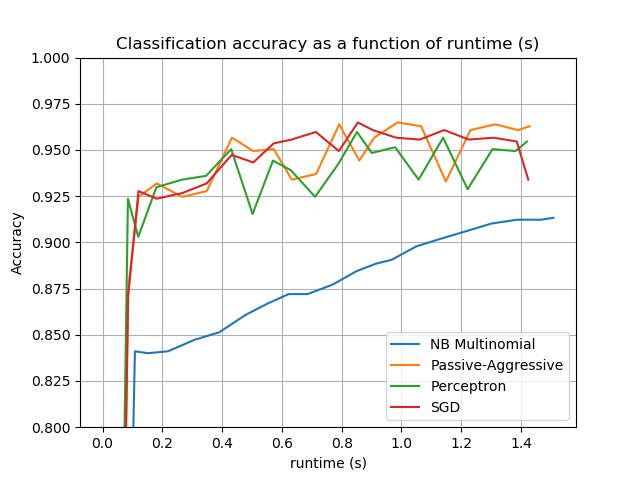 Classification accuracy as a function of runtime (s)
1.000
0.975
0.950
0.925
0.900
0.875
0.850
0.825
0.800
Accuracy
NB Multinomial
Passive-Aggressive
Perceptron
SGD
0.0 0.2 0.4 0.6 0.8 1.0 1.2 1.4
runtime (s)